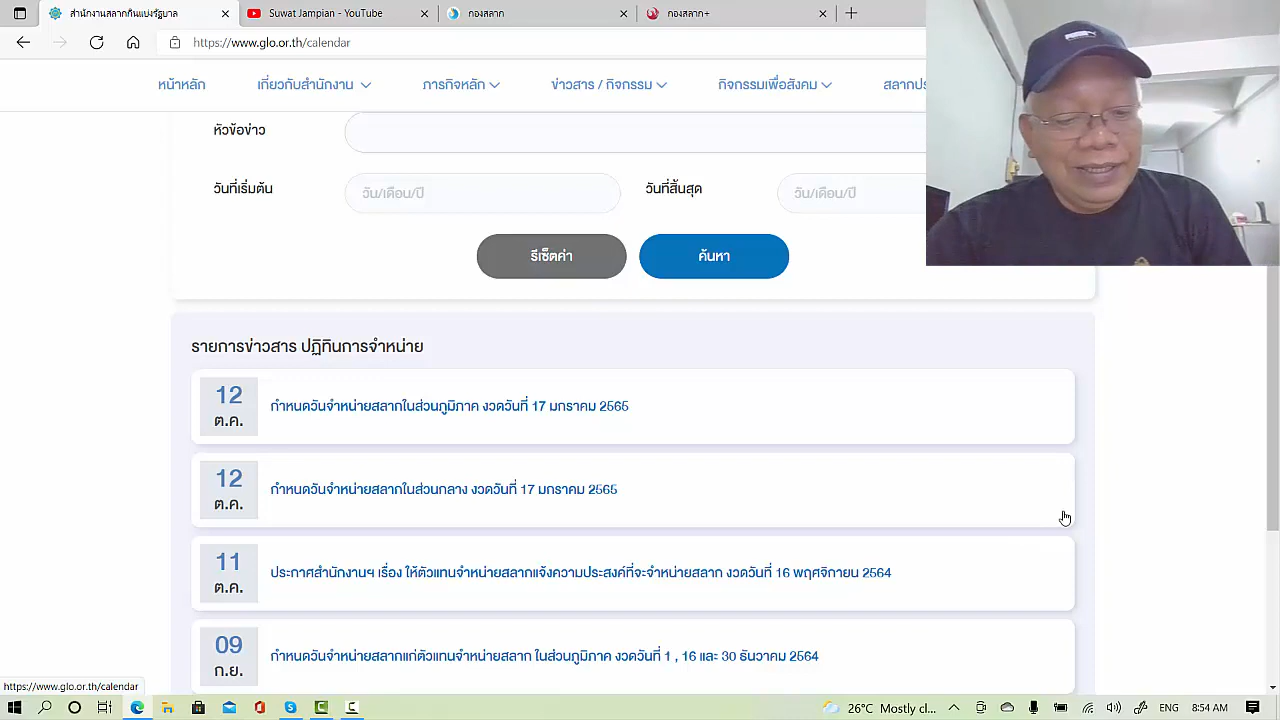 สำนักงานสลากกินแบ่งรัฐบาล
Suwat Jampian - YouTube
กองสลาก
กองสลาก+
https://www.glo.or.th/calendar
หน้าหลัก
เกี่ยวกับสำนักงาน
ภารกิจหลัก
ข่าวสาร / กิจกรรม
กิจกรรมเพื่อสังคม
หัวข้อข่าว
วันที่เริ่มต้น
วัน/เดือน/ปี
วันที่สิ้นสุด
วัน/เดือน/ปี
รีเซ็ตค่า
ค้นหา
รายการข่าวสาร ปฏิทินการจำหน่าย
12
ต.ค.
กำหนดวันจำหน่ายสลากในส่วนภูมิภาค งวดวันที่ 17 มกราคม 2565
12
ต.ค.
กำหนดวันจำหน่ายสลากในส่วนกลาง งวดวันที่ 17 มกราคม 2565
11
ต.ค.
ประกาศสำนักงานฯ เรื่อง ให้ตัวแทนจำหน่ายสลากแจ้งความประสงค์ที่จะจำหน่ายสลาก งวดวันที่ 16 พฤศจิกายน 2564
09
ก.ย.
กำหนดวันจำหน่ายสลากแก่ตัวแทนจำหน่ายสลาก ในส่วนภูมิภาค งวดวันที่ 1 , 16 และ 30 ธันวาคม 2564
https://www.glo.or.th/calendar
26°C Mostly cl...
ENG
8:54 AM